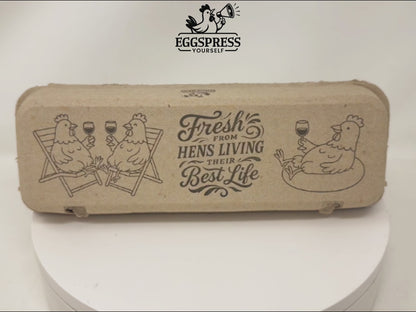 EGGSPRESS
YOURSELF
Fresh
FROM
HENS LIVING
THEIR
Best Life